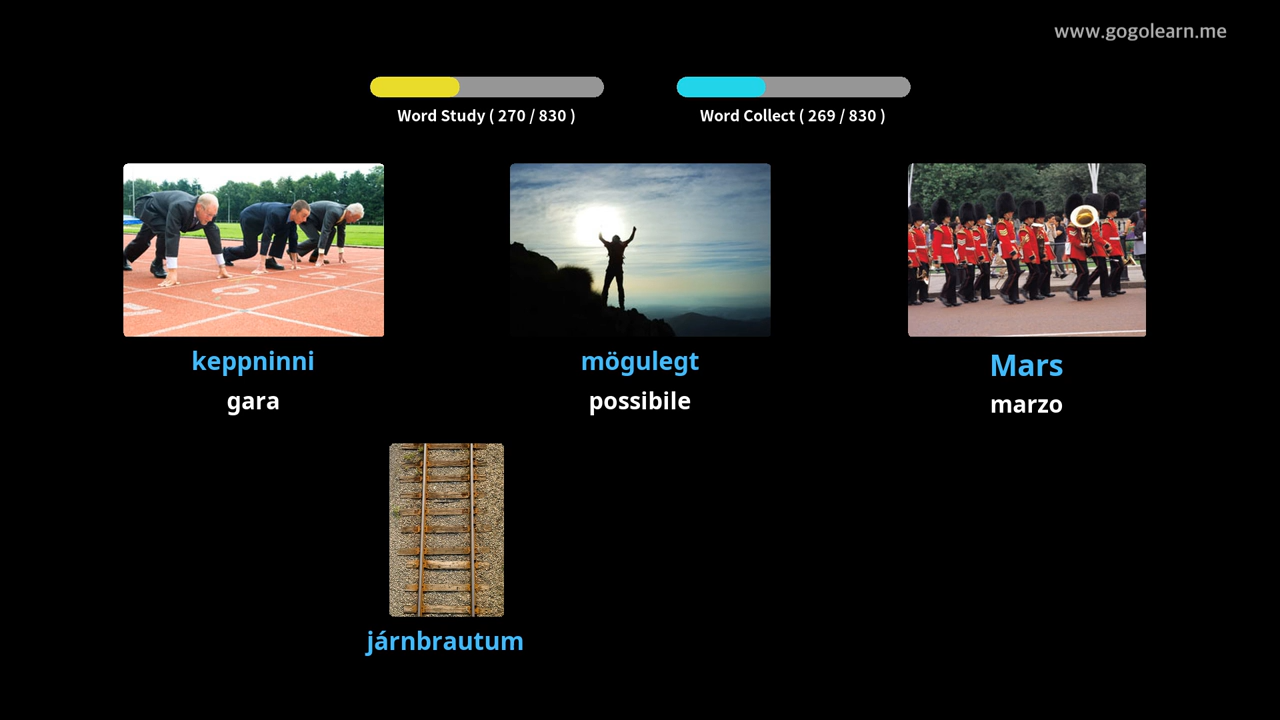 www.gogolearn.me
Word Study ( 270 / 830 )
Word Collect ( 269 / 830 )
keppninni
mögulegt
Mars
gara
possibile
marzo
járnbrautum